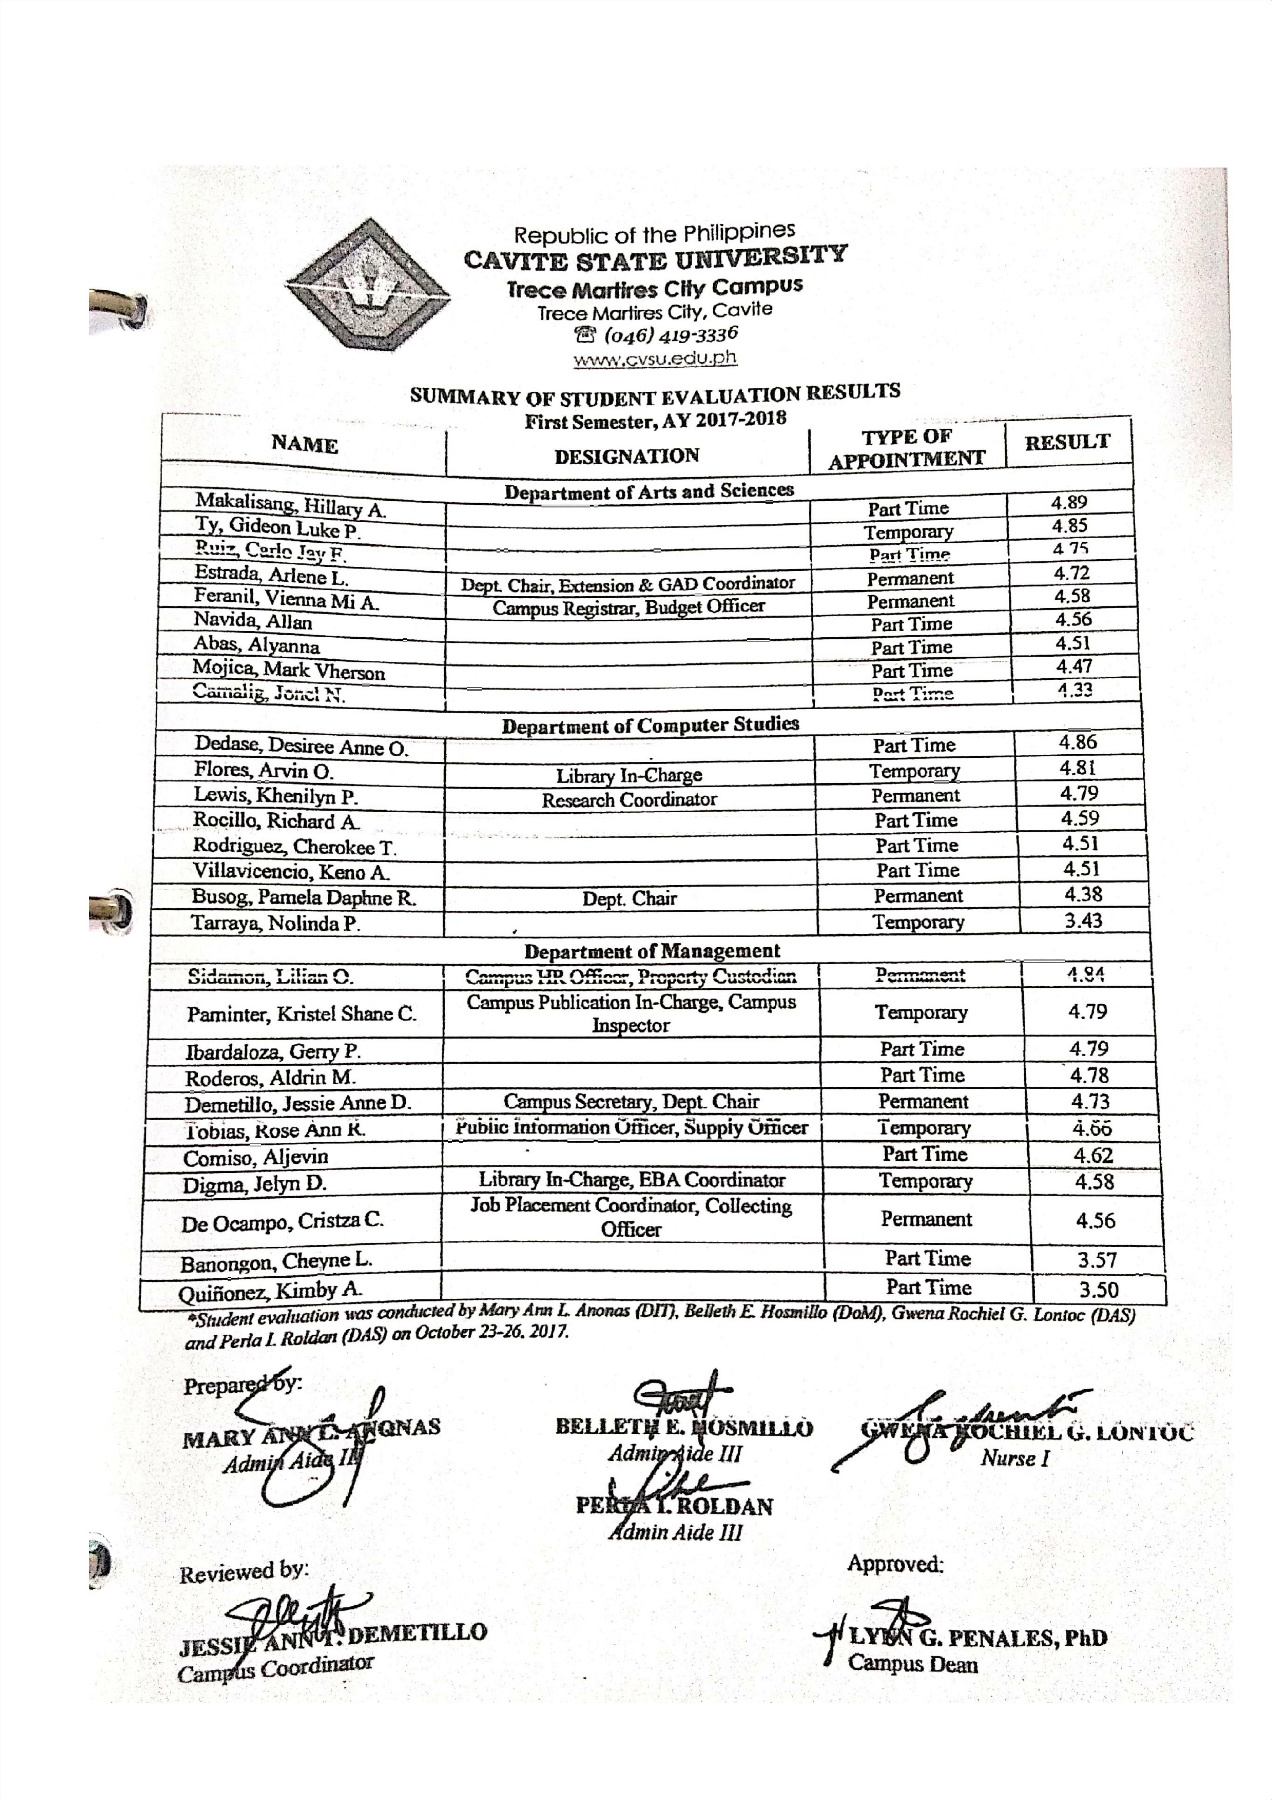 Republic of the Philippines
CAVITE STATE UNIVERSITY
Trece Martires City Campus
Trece Martires City, Cavite
☎ (046) 419-3336
www.cvsu.edu.ph
SUMMARY OF STUDENT EVALUATION RESULTS
First Semester, AY 2017-2018
NAME DESIGNATION TYPE OF APPOINTMENT RESULT
Department of Arts and Sciences
Makalisang, Hillary A. Part Time 4.89
Ty, Gideon Luke P. Temporary 4.85
Ruiz, Carlo Jay F. Part Time 4.75
Estrada, Arlene L. Dept. Chair, Extension & GAD Coordinator Permanent 4.72
Feranil, Vienna Mi A. Campus Registrar, Budget Officer Permanent 4.58
Navida, Allan Part Time 4.56
Abas, Alyanna Part Time 4.51
Mojica, Mark Vherson Part Time 4.47
Camalig, Jonel N. Part Time 4.33
Department of Computer Studies
Dedase, Desiree Anne O. Part Time 4.86
Flores, Arvin O. Library In-Charge Temporary 4.81
Lewis, Khenilyn P. Research Coordinator Permanent 4.79
Rocillo, Richard A. Part Time 4.59
Rodriguez, Cherokee T. Part Time 4.51
Villavicencio, Keno A. Part Time 4.51
Busog, Pamela Daphne R. Dept. Chair Permanent 4.38
Tarraya, Nolinda P. Temporary 3.43
Department of Management
Sidamon, Lilian O. Campus HR Officer, Property Custodian Permanent 4.84
Paminter, Kristel Shane C. Campus Publication In-Charge, Campus Inspector Temporary 4.79
Ibardaloza, Gerry P. Part Time 4.79
Roderos, Aldrin M. Part Time 4.78
Demetillo, Jessie Anne D. Campus Secretary, Dept. Chair Permanent 4.73
Tobias, Rose Ann R. Public Information Officer, Supply Officer Temporary 4.66
Comiso, Aljevin Part Time 4.62
Digma, Jelyn D. Library In-Charge, EBA Coordinator Temporary 4.58
De Ocampo, Cristza C. Job Placement Coordinator, Collecting Officer Permanent 4.56
Banongon, Cheyne L. Part Time 3.57
Quiñonez, Kimby A. Part Time 3.50
*Student evaluation was conducted by Mary Ann L. Anonas (DIT), Belleth E. Hosmillo (DoM), Gwena Rochiel G. Lontoc (DAS)
and Perla I. Roldan (DAS) on October 23-26, 2017.
Prepared by:
MARY ANN L. ANONAS BELLETH E. HOSMILLO GWENA ROCHIEL G. LONTOC
Admin Aide III Admin Aide III Nurse I
PERLA I. ROLDAN
Admin Aide III
Reviewed by: Approved:
JESSIE ANN T. DEMETILLO LYNN G. PENALES, PhD
Campus Coordinator Campus Dean